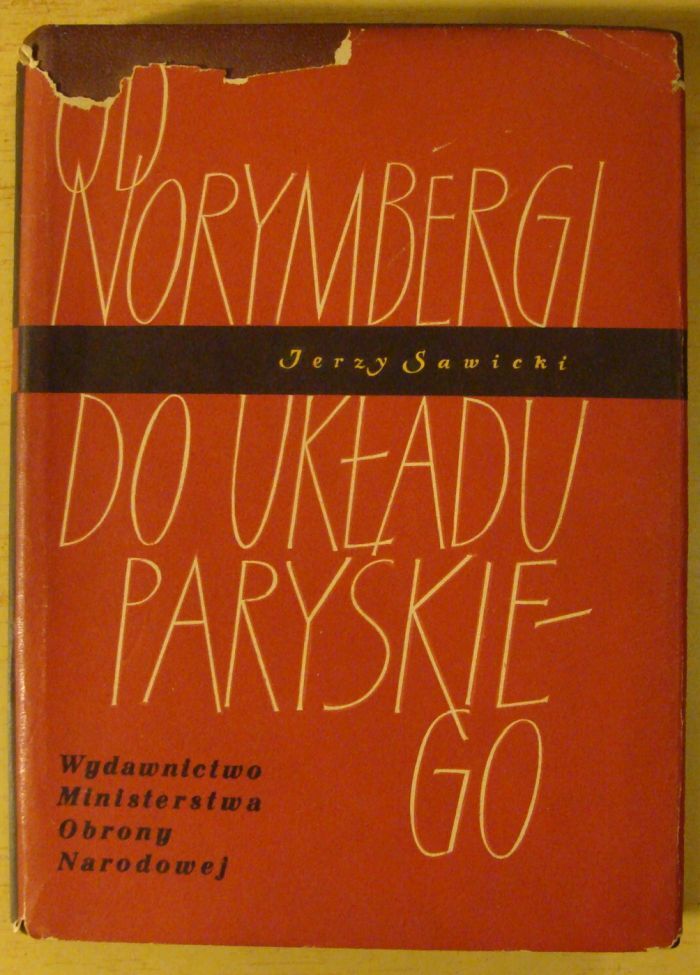 OD
NORYMBERGI
Jerzy Sawicki
DO UKŁADU
PARYSKIE-
GO
Wydawnictwo
Ministerstwa
Obrony
Narodowej